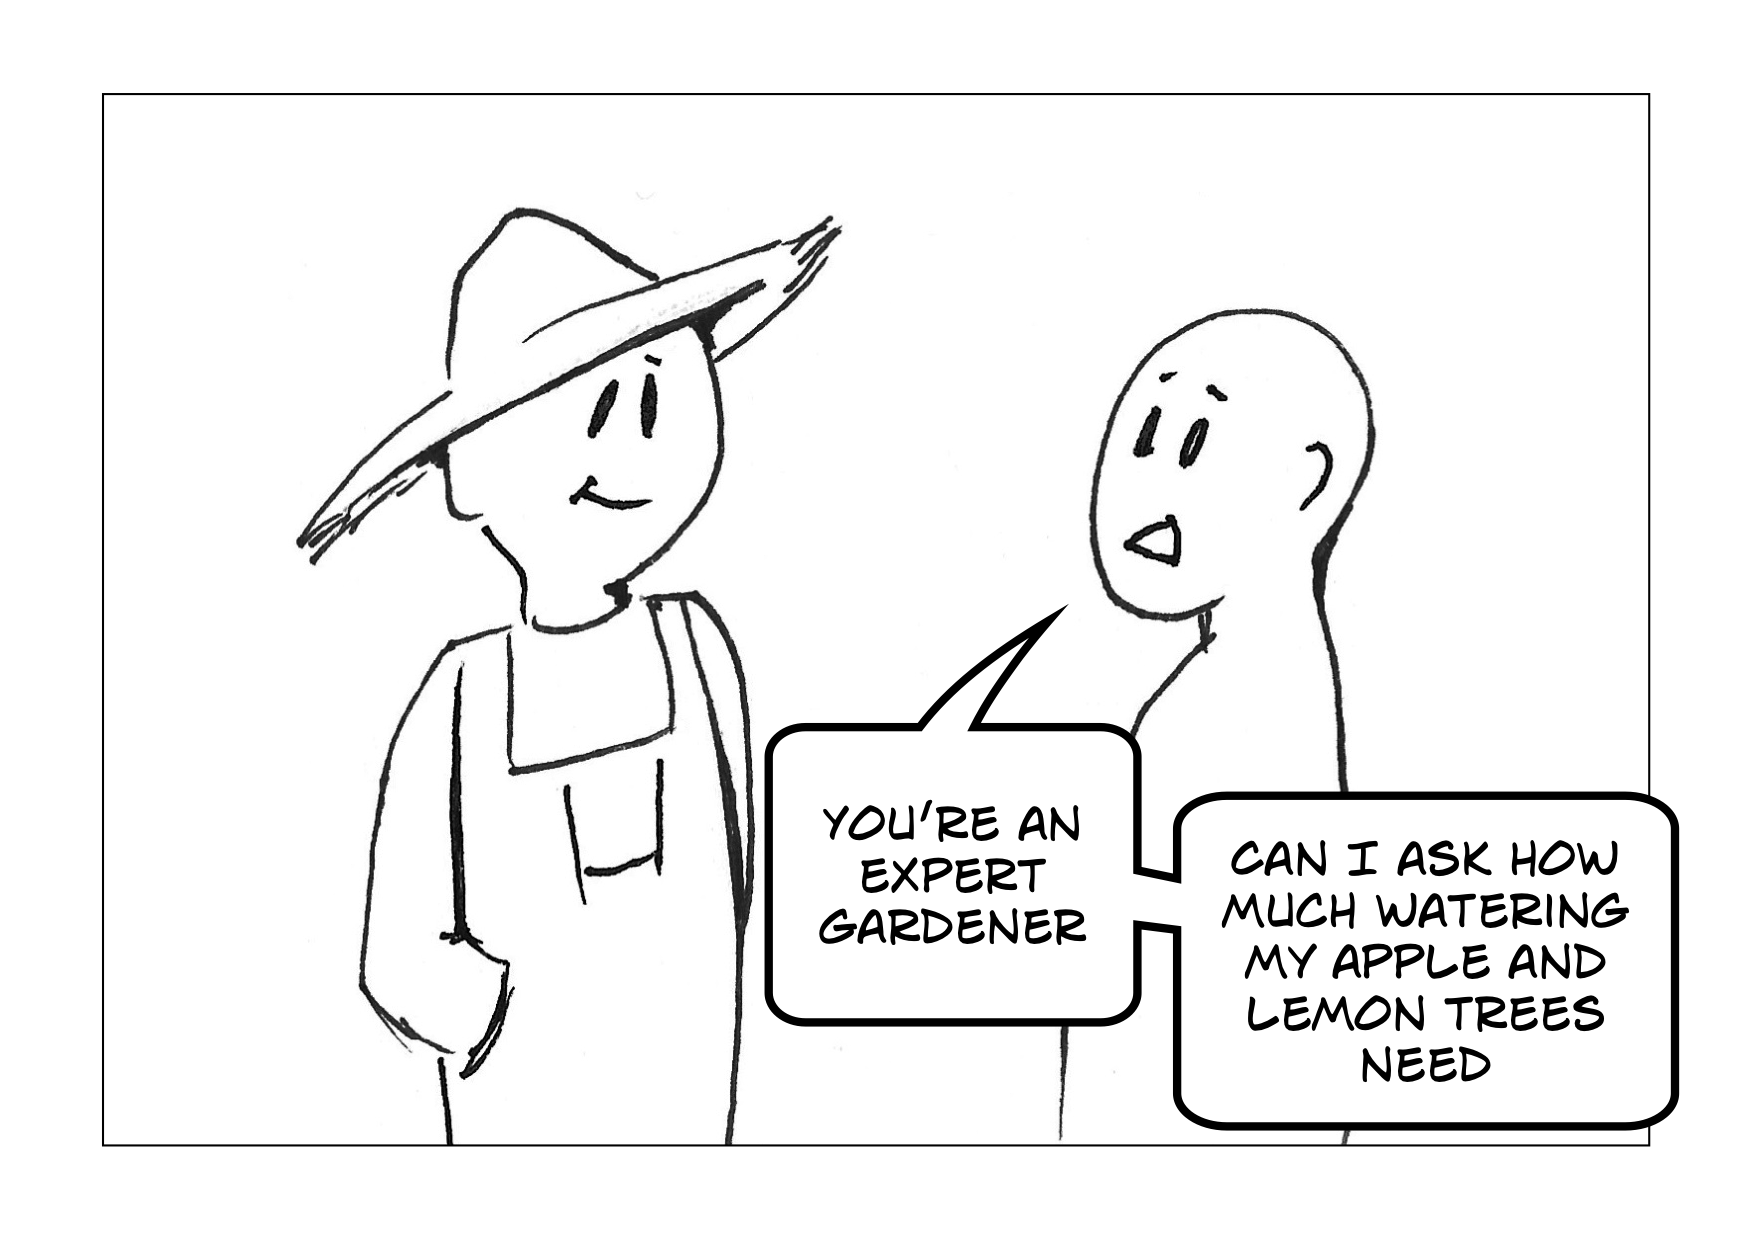 YOU'RE AN
EXPERT
GARDENER
CAN I ASK HOW
MUCH WATERING
MY APPLE AND
LEMON TREES
NEED